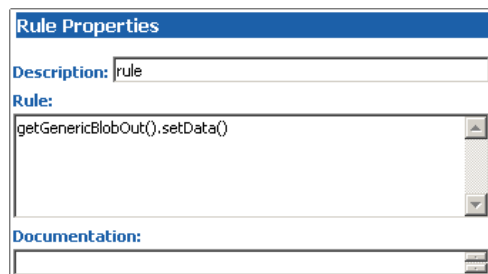 Rule Properties
Description: rule
Rule:
getGenericBlobOut().setData()
Documentation: